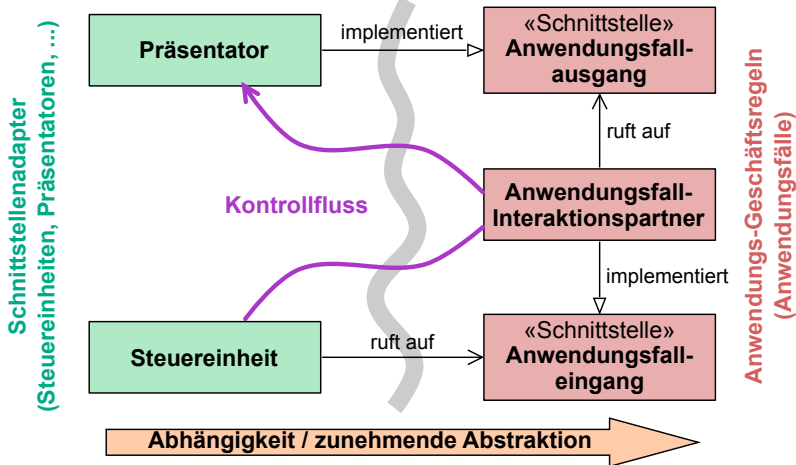 Schnittstellenadapter
(Steuereinheiten, Präsentatoren, ...)
Präsentator
implementiert
«Schnittstelle»
Anwendungsfall-
ausgang
ruft auf
Kontrollfluss
Anwendungsfall-
Interaktionspartner
implementiert
Steuereinheit
ruft auf
«Schnittstelle»
Anwendungsfall-
eingang
Anwendungs-Geschäftsregeln
(Anwendungsfälle)
Abhängigkeit / zunehmende Abstraktion